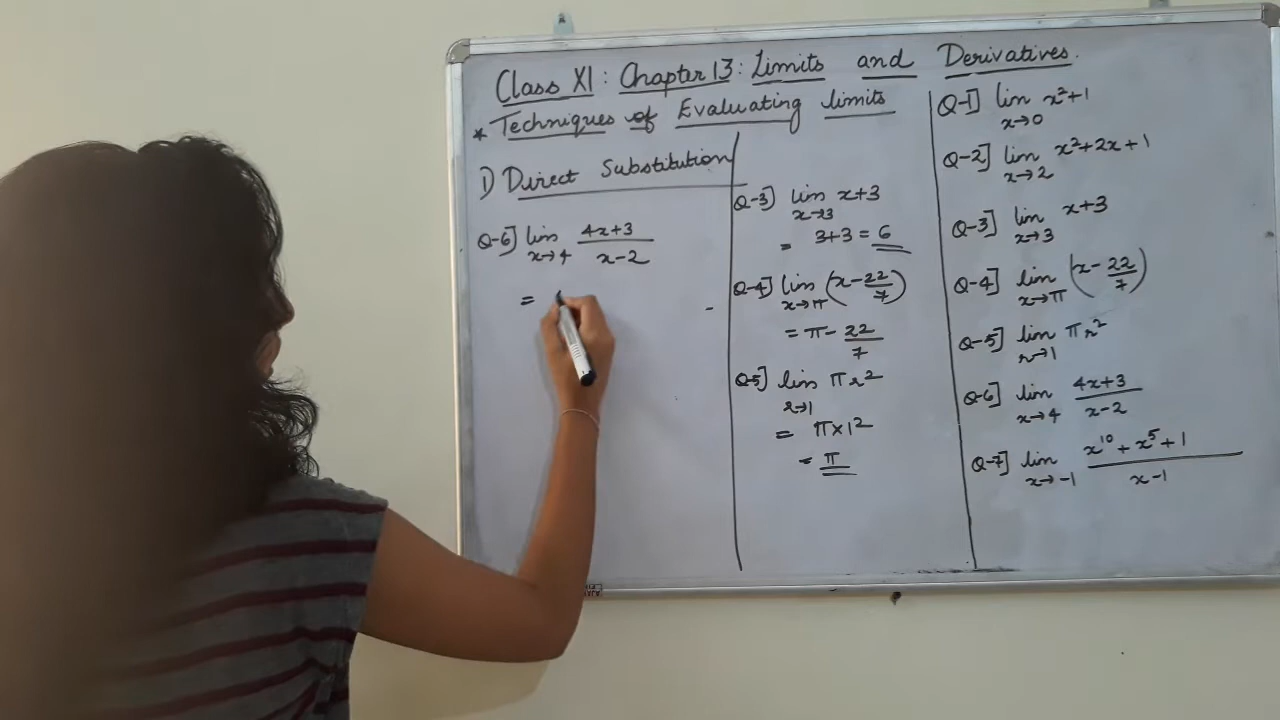 Class XI : Chapter 13 : Limits and Derivatives.
* Techniques of Evaluating limits
1) Direct Substitution
Q-6] lim x→4 4x+3 / x-2
=
Q-3] lim x→3 x+3
= 3+3 = 6
Q-4] lim x→π (x - 22/7)
= π - 22/7
Q-5] lim r→1 πr²
= π×1²
= π
Q-1] lim x→0 x²+1
Q-2] lim x→2 x²+2x+1
Q-3] lim x→3 x+3
Q-4] lim x→π (x - 22/7)
Q-5] lim r→1 πr²
Q-6] lim x→4 4x+3 / x-2
Q-7] lim x→-1 x¹⁰+x⁵+1 / x-1